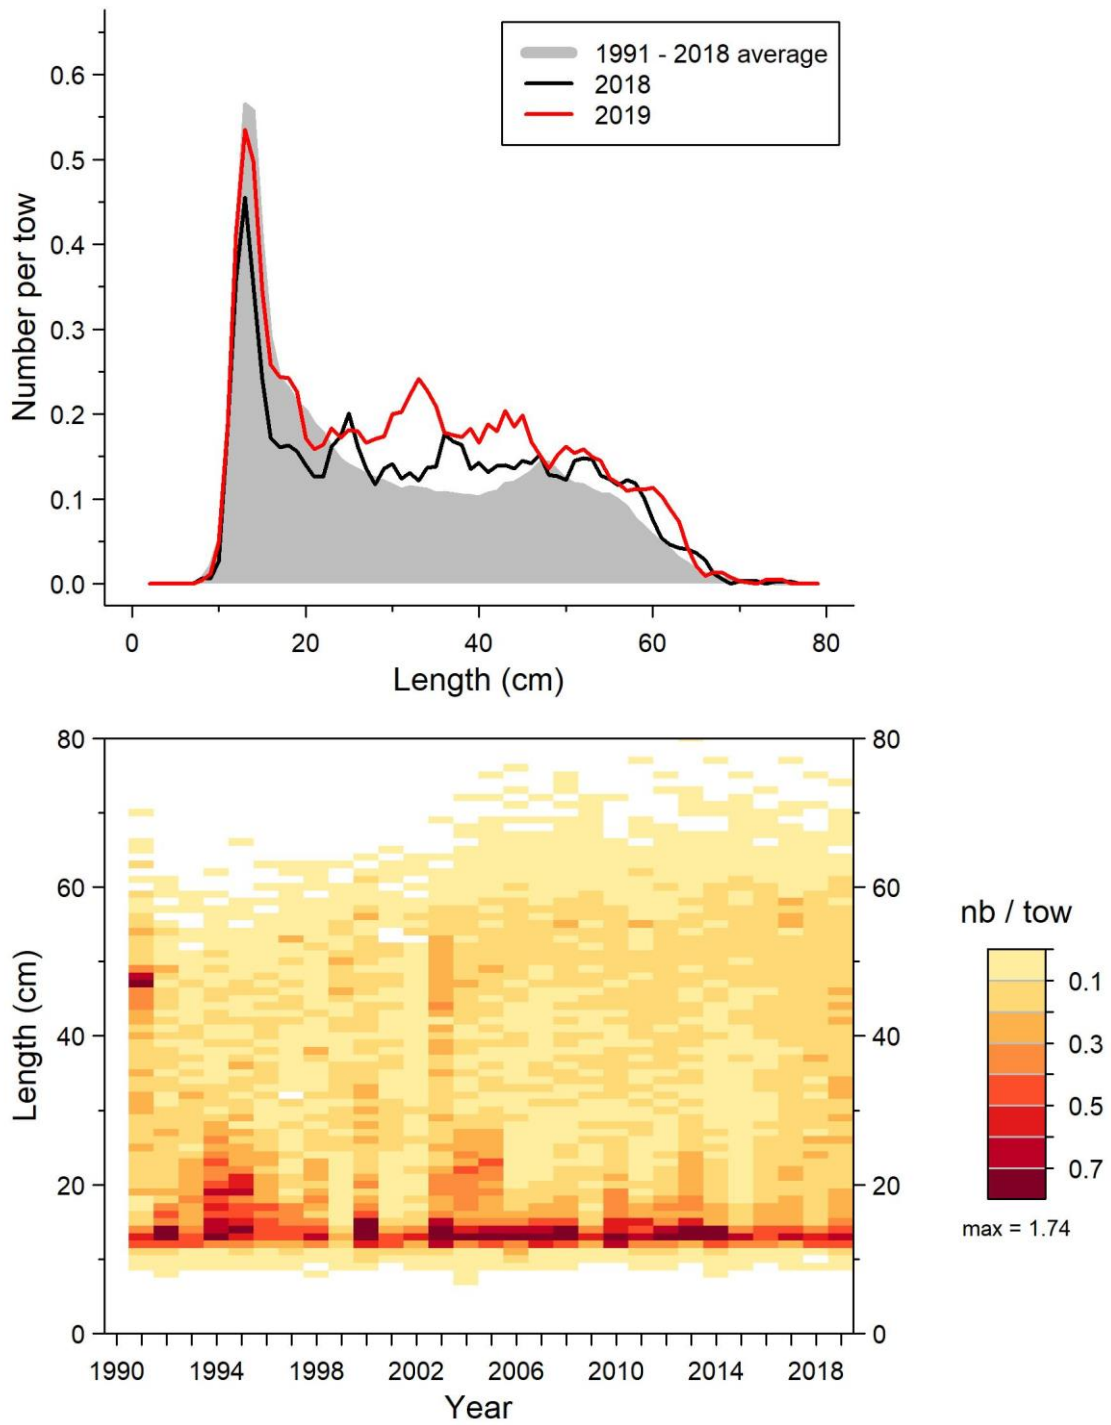 1991 - 2018 average
2018
2019
0.6
0.5
0.4
0.3
0.2
0.1
0.0
Number per tow
0 20 40 60 80
Length (cm)
80 80
60 60
40 40
20 20
0 0
Length (cm)
1990 1994 1998 2002 2006 2010 2014 2018
Year
nb / tow
0.1
0.3
0.5
0.7
max = 1.74